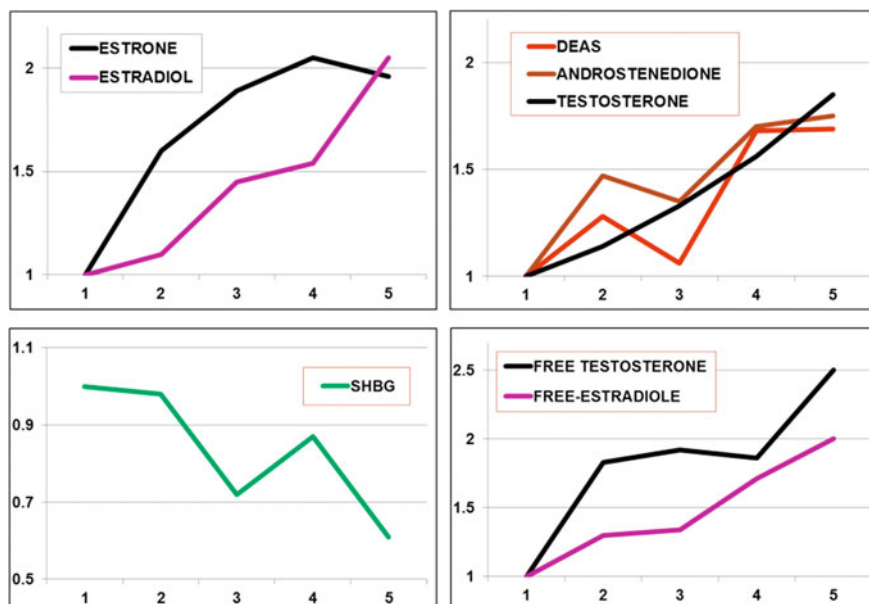 ESTRONE
ESTRADIOL
2
1.5
1
1 2 3 4 5
DEAS
ANDROSTENEDIONE
TESTOSTERONE
2
1.5
1
1 2 3 4 5
1.1
SHBG
0.9
0.7
0.5
1 2 3 4 5
FREE TESTOSTERONE
FREE-ESTRADIOLE
2.5
2
1.5
1
1 2 3 4 5